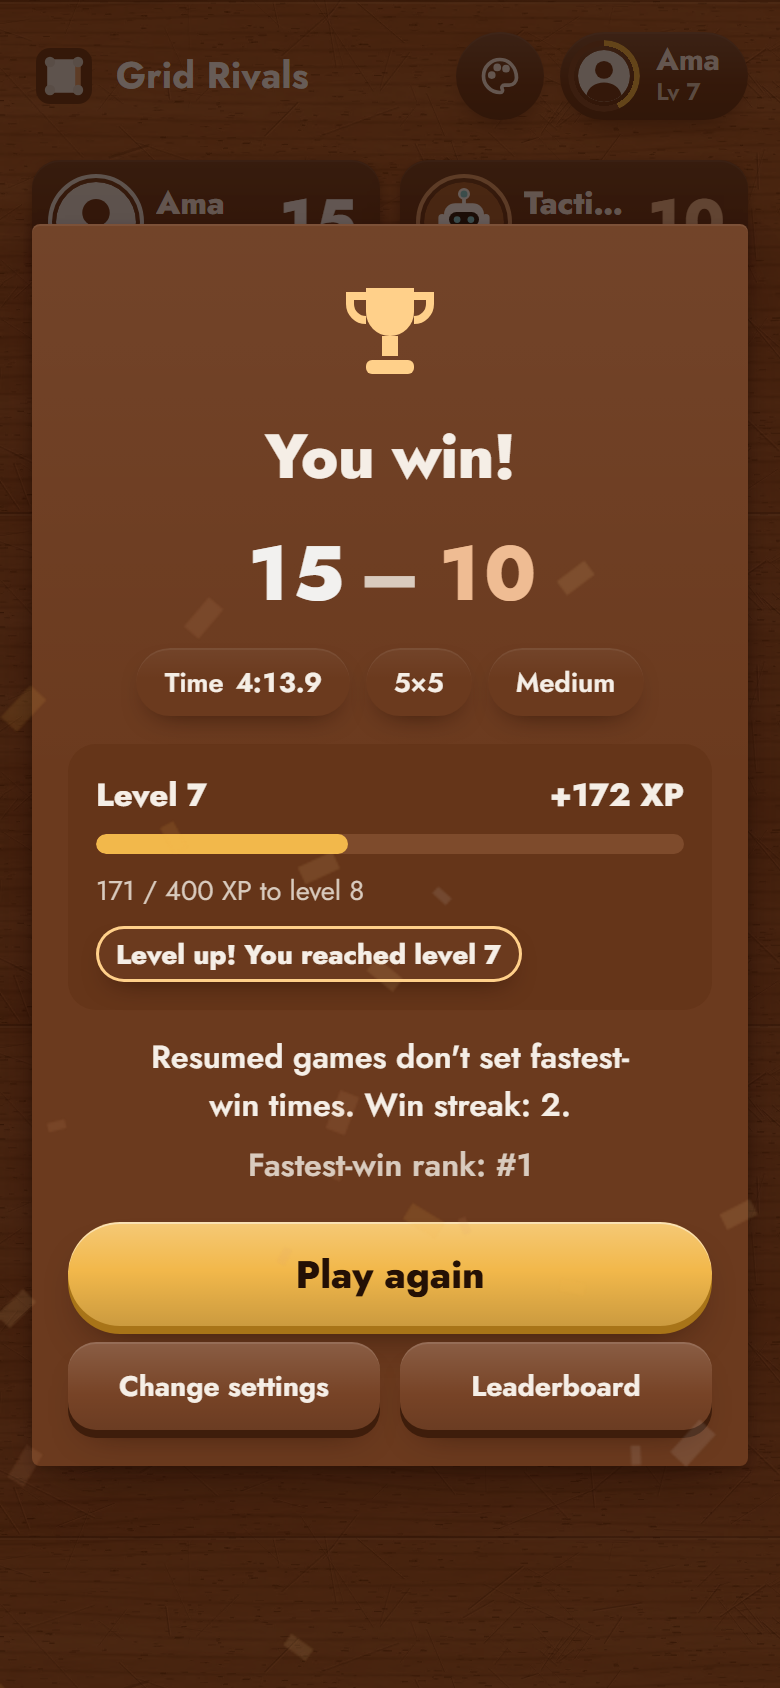 Grid Rivals
Ama
Lv 7
Ama 15
Tacti... 10
You win!
15 – 10
Time 4:13.9
5×5
Medium
Level 7
+172 XP
171 / 400 XP to level 8
Level up! You reached level 7
Resumed games don't set fastest-
win times. Win streak: 2.
Fastest-win rank: #1
Play again
Change settings
Leaderboard